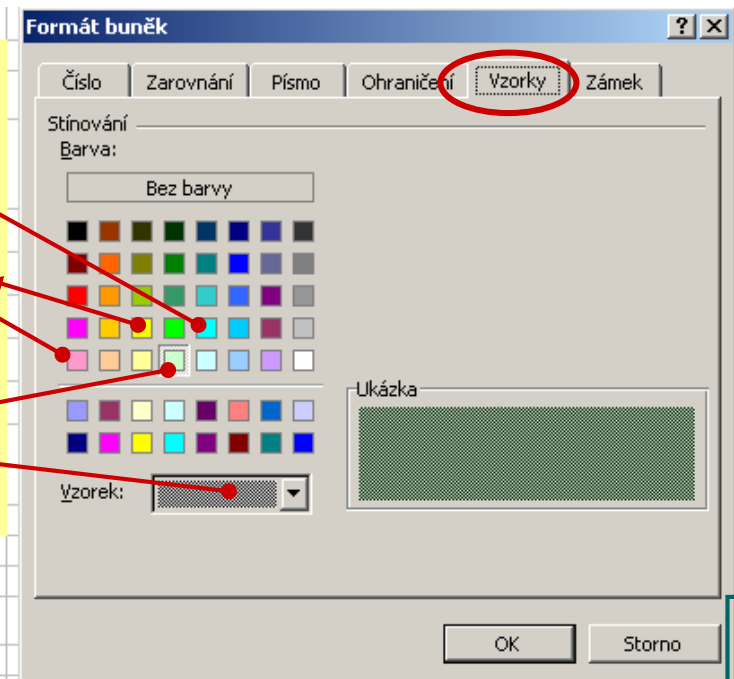 Formát buněk
Číslo Zarovnání Písmo Ohraničení Vzorky Zámek
Stínování
Barva:
Bez barvy
Ukázka
Vzorek:
OK Storno